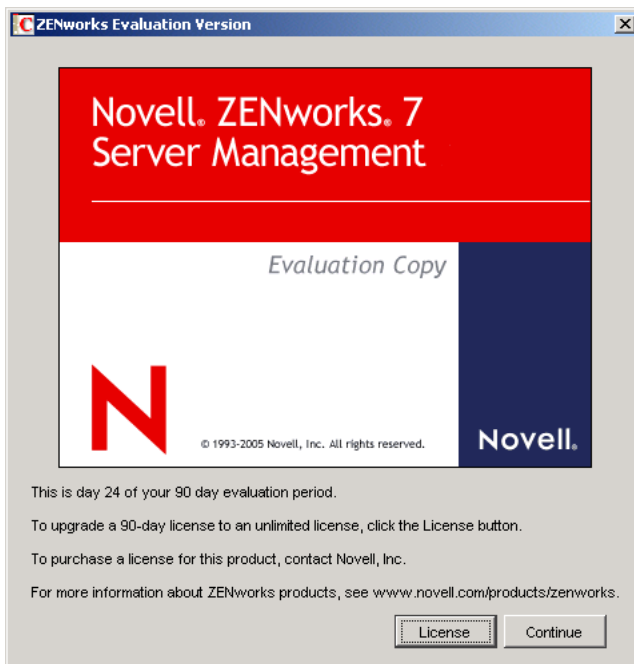 ZENworks Evaluation Version
Novell® ZENworks® 7
Server Management
Evaluation Copy
© 1993-2005 Novell, Inc. All rights reserved.
Novell®
This is day 24 of your 90 day evaluation period.
To upgrade a 90-day license to an unlimited license, click the License button.
To purchase a license for this product, contact Novell, Inc.
For more information about ZENworks products, see www.novell.com/products/zenworks.
License
Continue